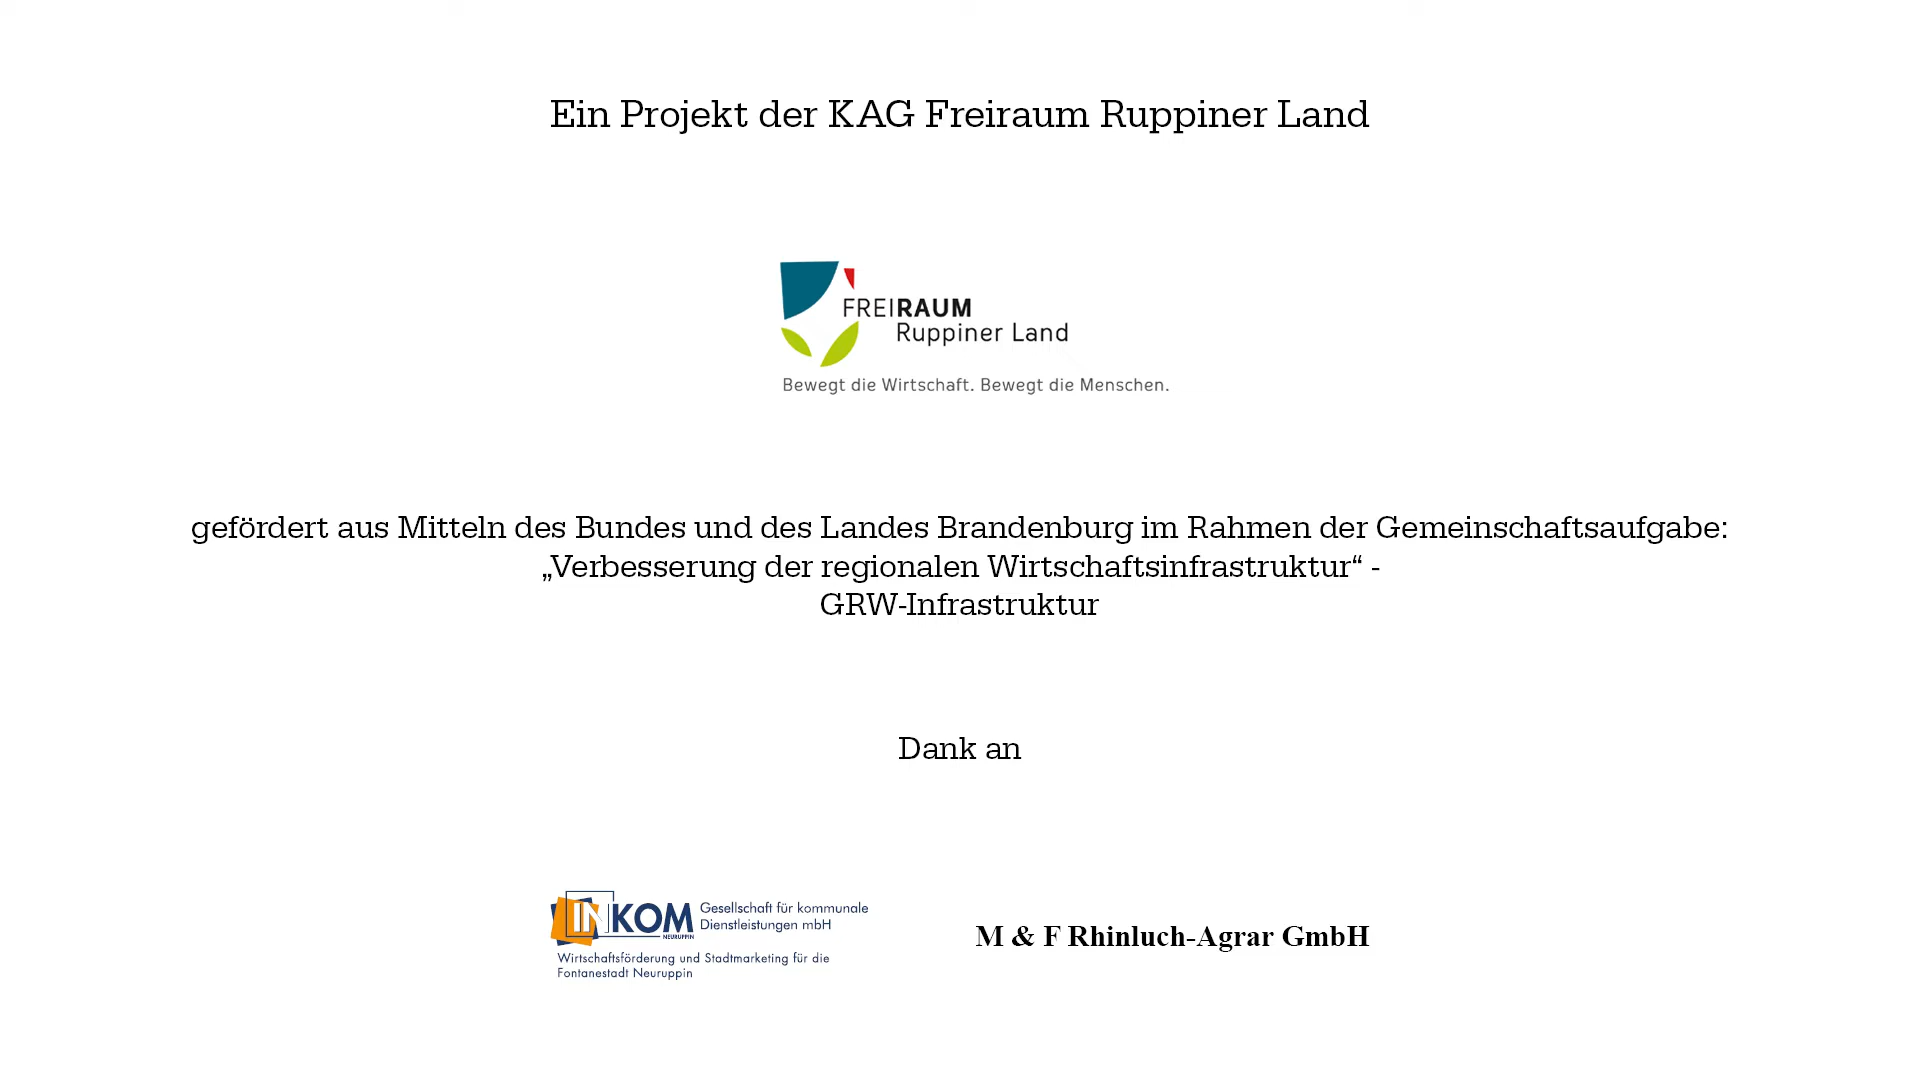 Ein Projekt der KAG Freiraum Ruppiner Land
FREIRAUM
Ruppiner Land
Bewegt die Wirtschaft. Bewegt die Menschen.
gefördert aus Mitteln des Bundes und des Landes Brandenburg im Rahmen der Gemeinschaftsaufgabe:
„Verbesserung der regionalen Wirtschaftsinfrastruktur“ -
GRW-Infrastruktur
Dank an
INKOM
NEURUPPIN
Gesellschaft für kommunale
Dienstleistungen mbH
Wirtschaftsförderung und Stadtmarketing für die
Fontanestadt Neuruppin
M & F Rhinluch-Agrar GmbH